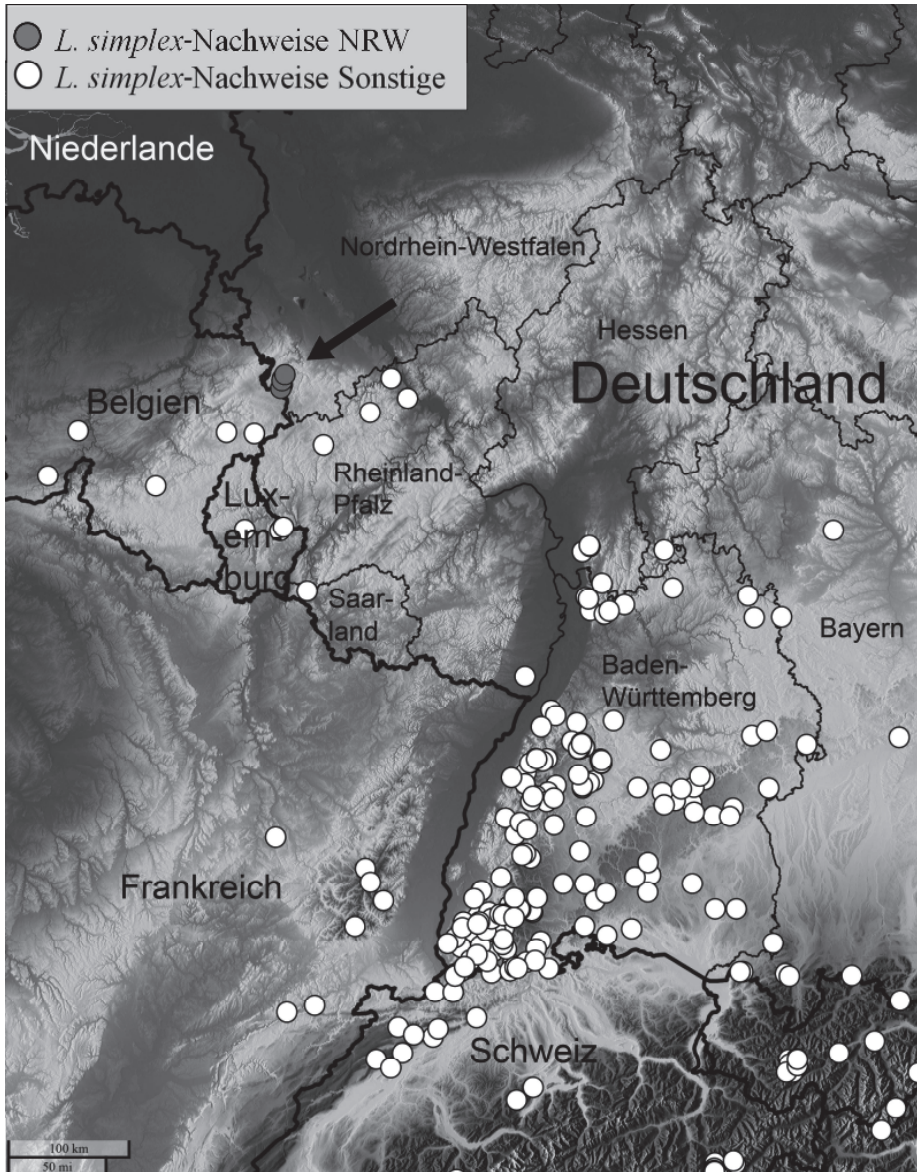 L. simplex-Nachweise NRW
L. simplex-Nachweise Sonstige
Niederlande
Nordrhein-Westfalen
Hessen
Deutschland
Belgien
Rheinland-
Pfalz
Lux-
em-
burg
Saar-
land
Bayern
Baden-
Württemberg
Frankreich
Schweiz
100 km
50 mi